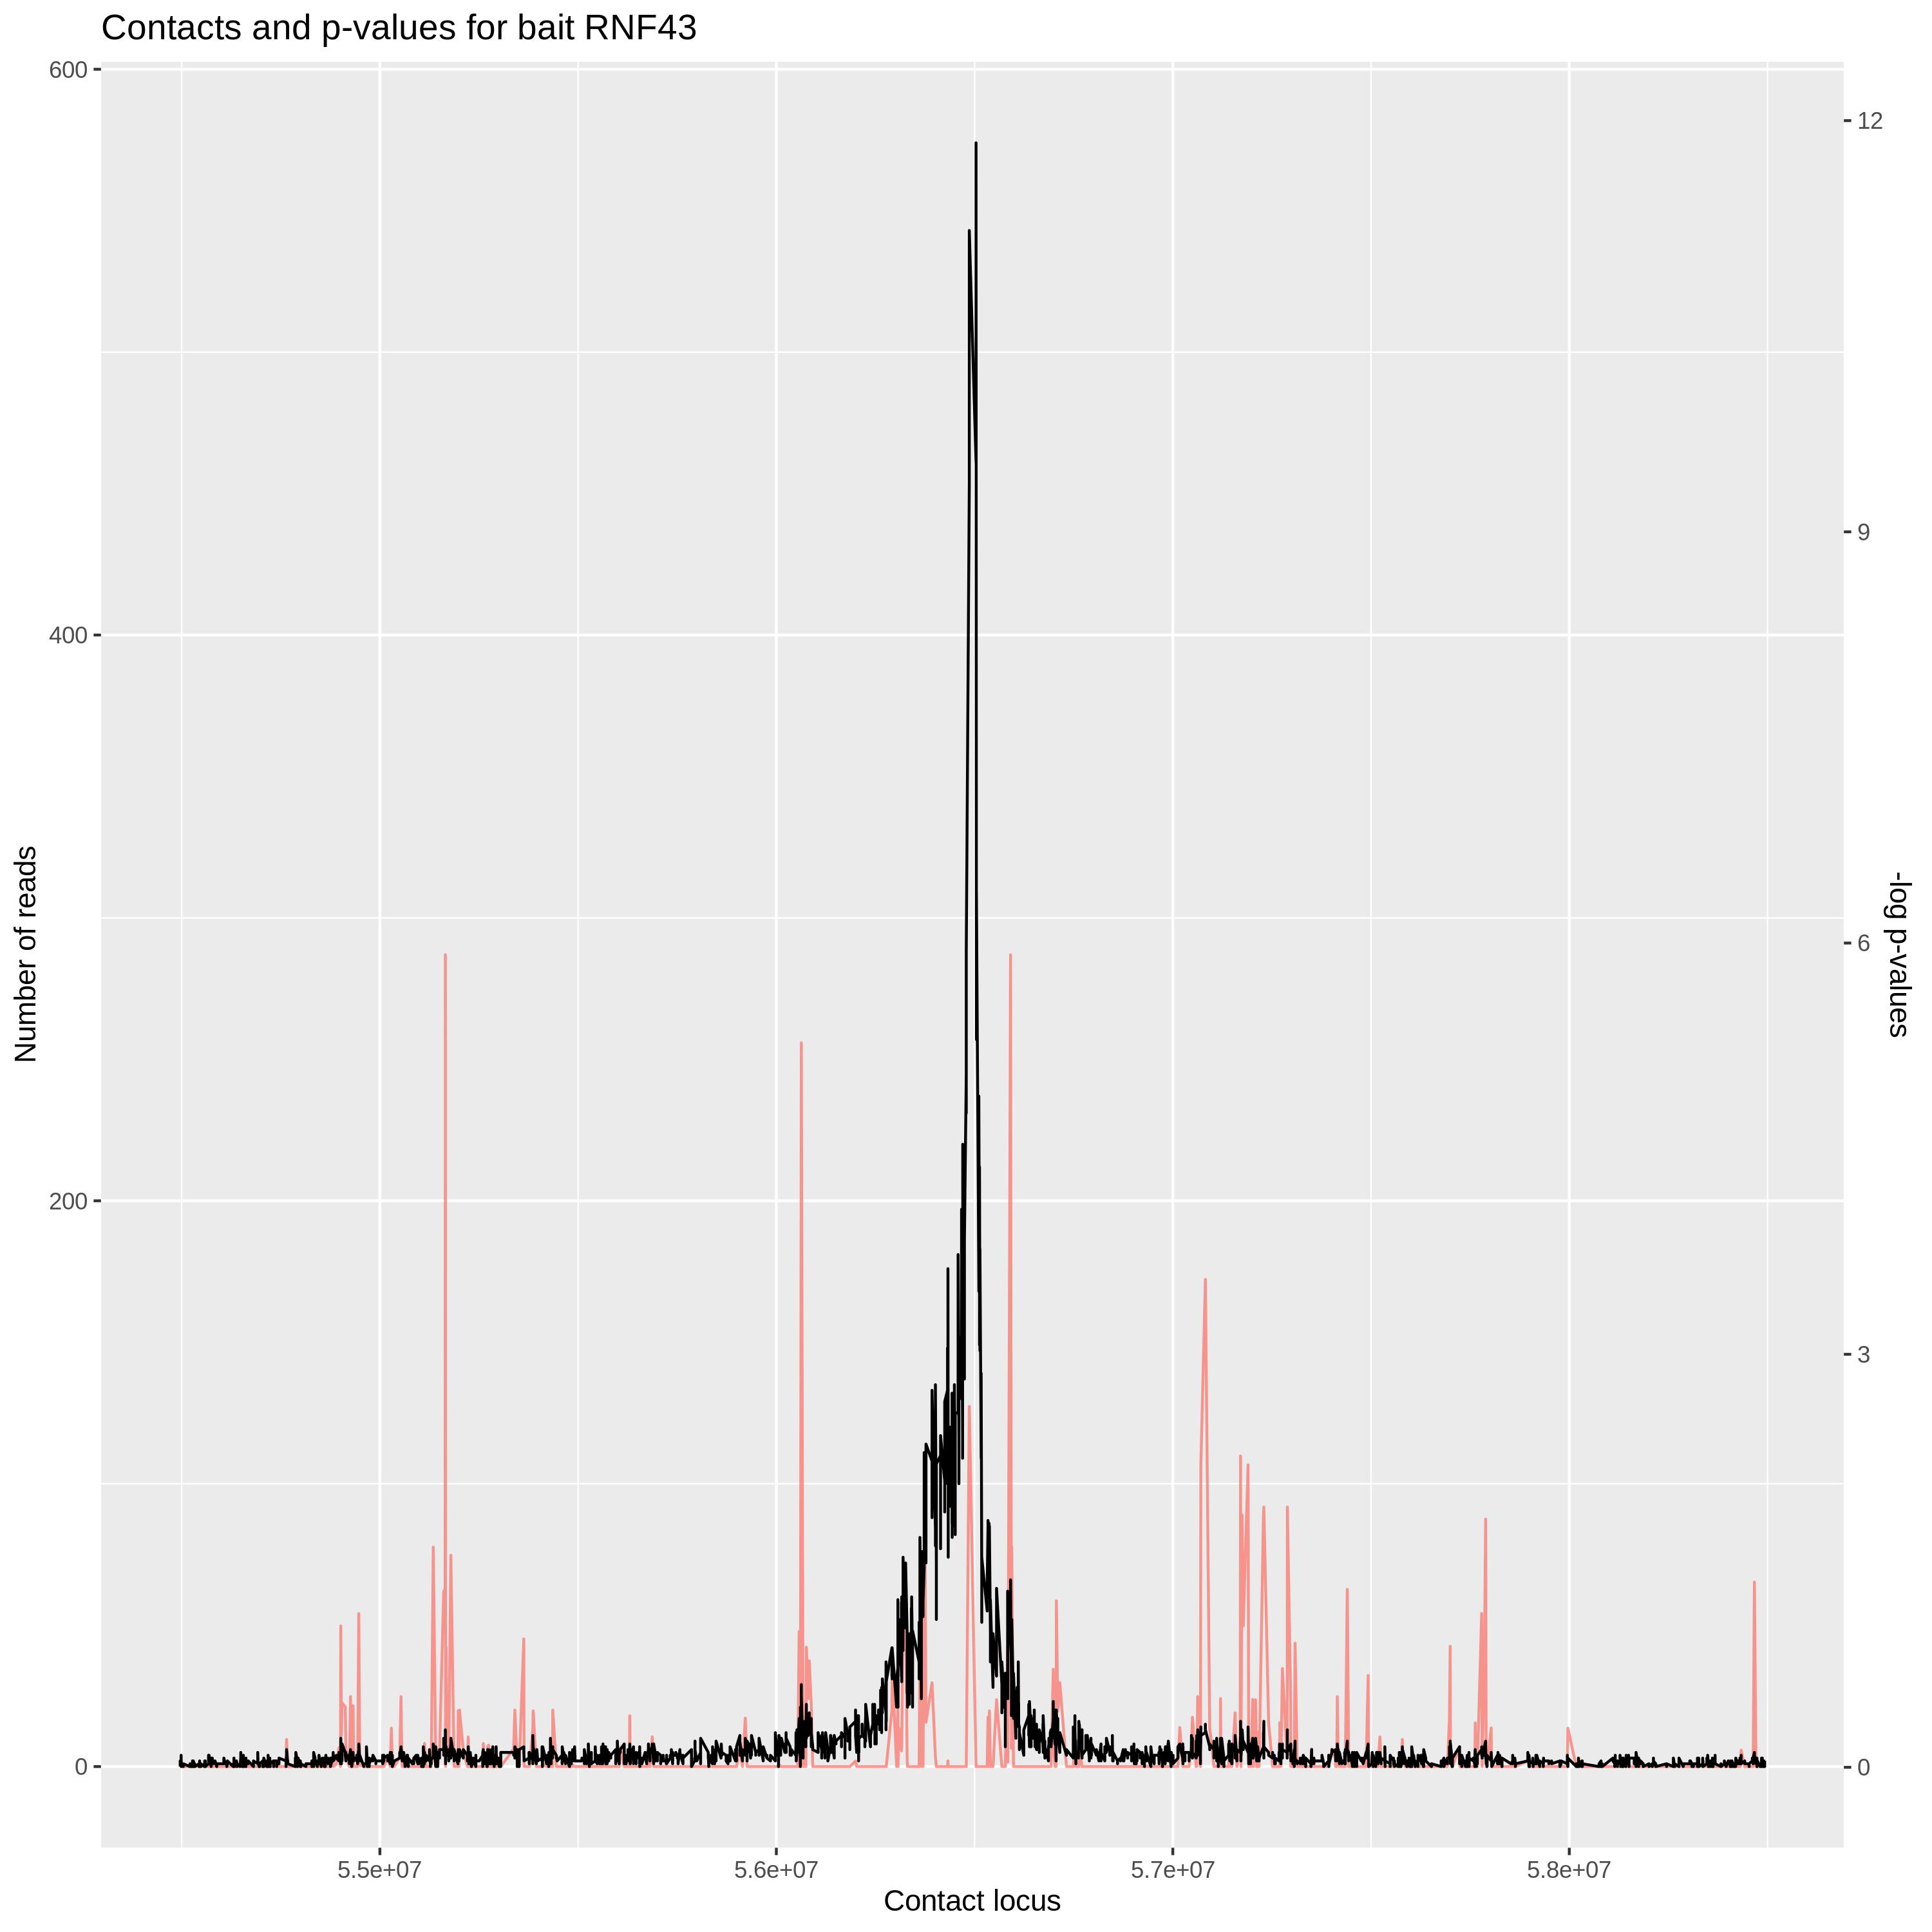 Contacts and p-values for bait RNF43
600
400
200
0
Number of reads
12
9
6
3
0
-log p-values
5.5e+07
5.6e+07
5.7e+07
5.8e+07
Contact locus